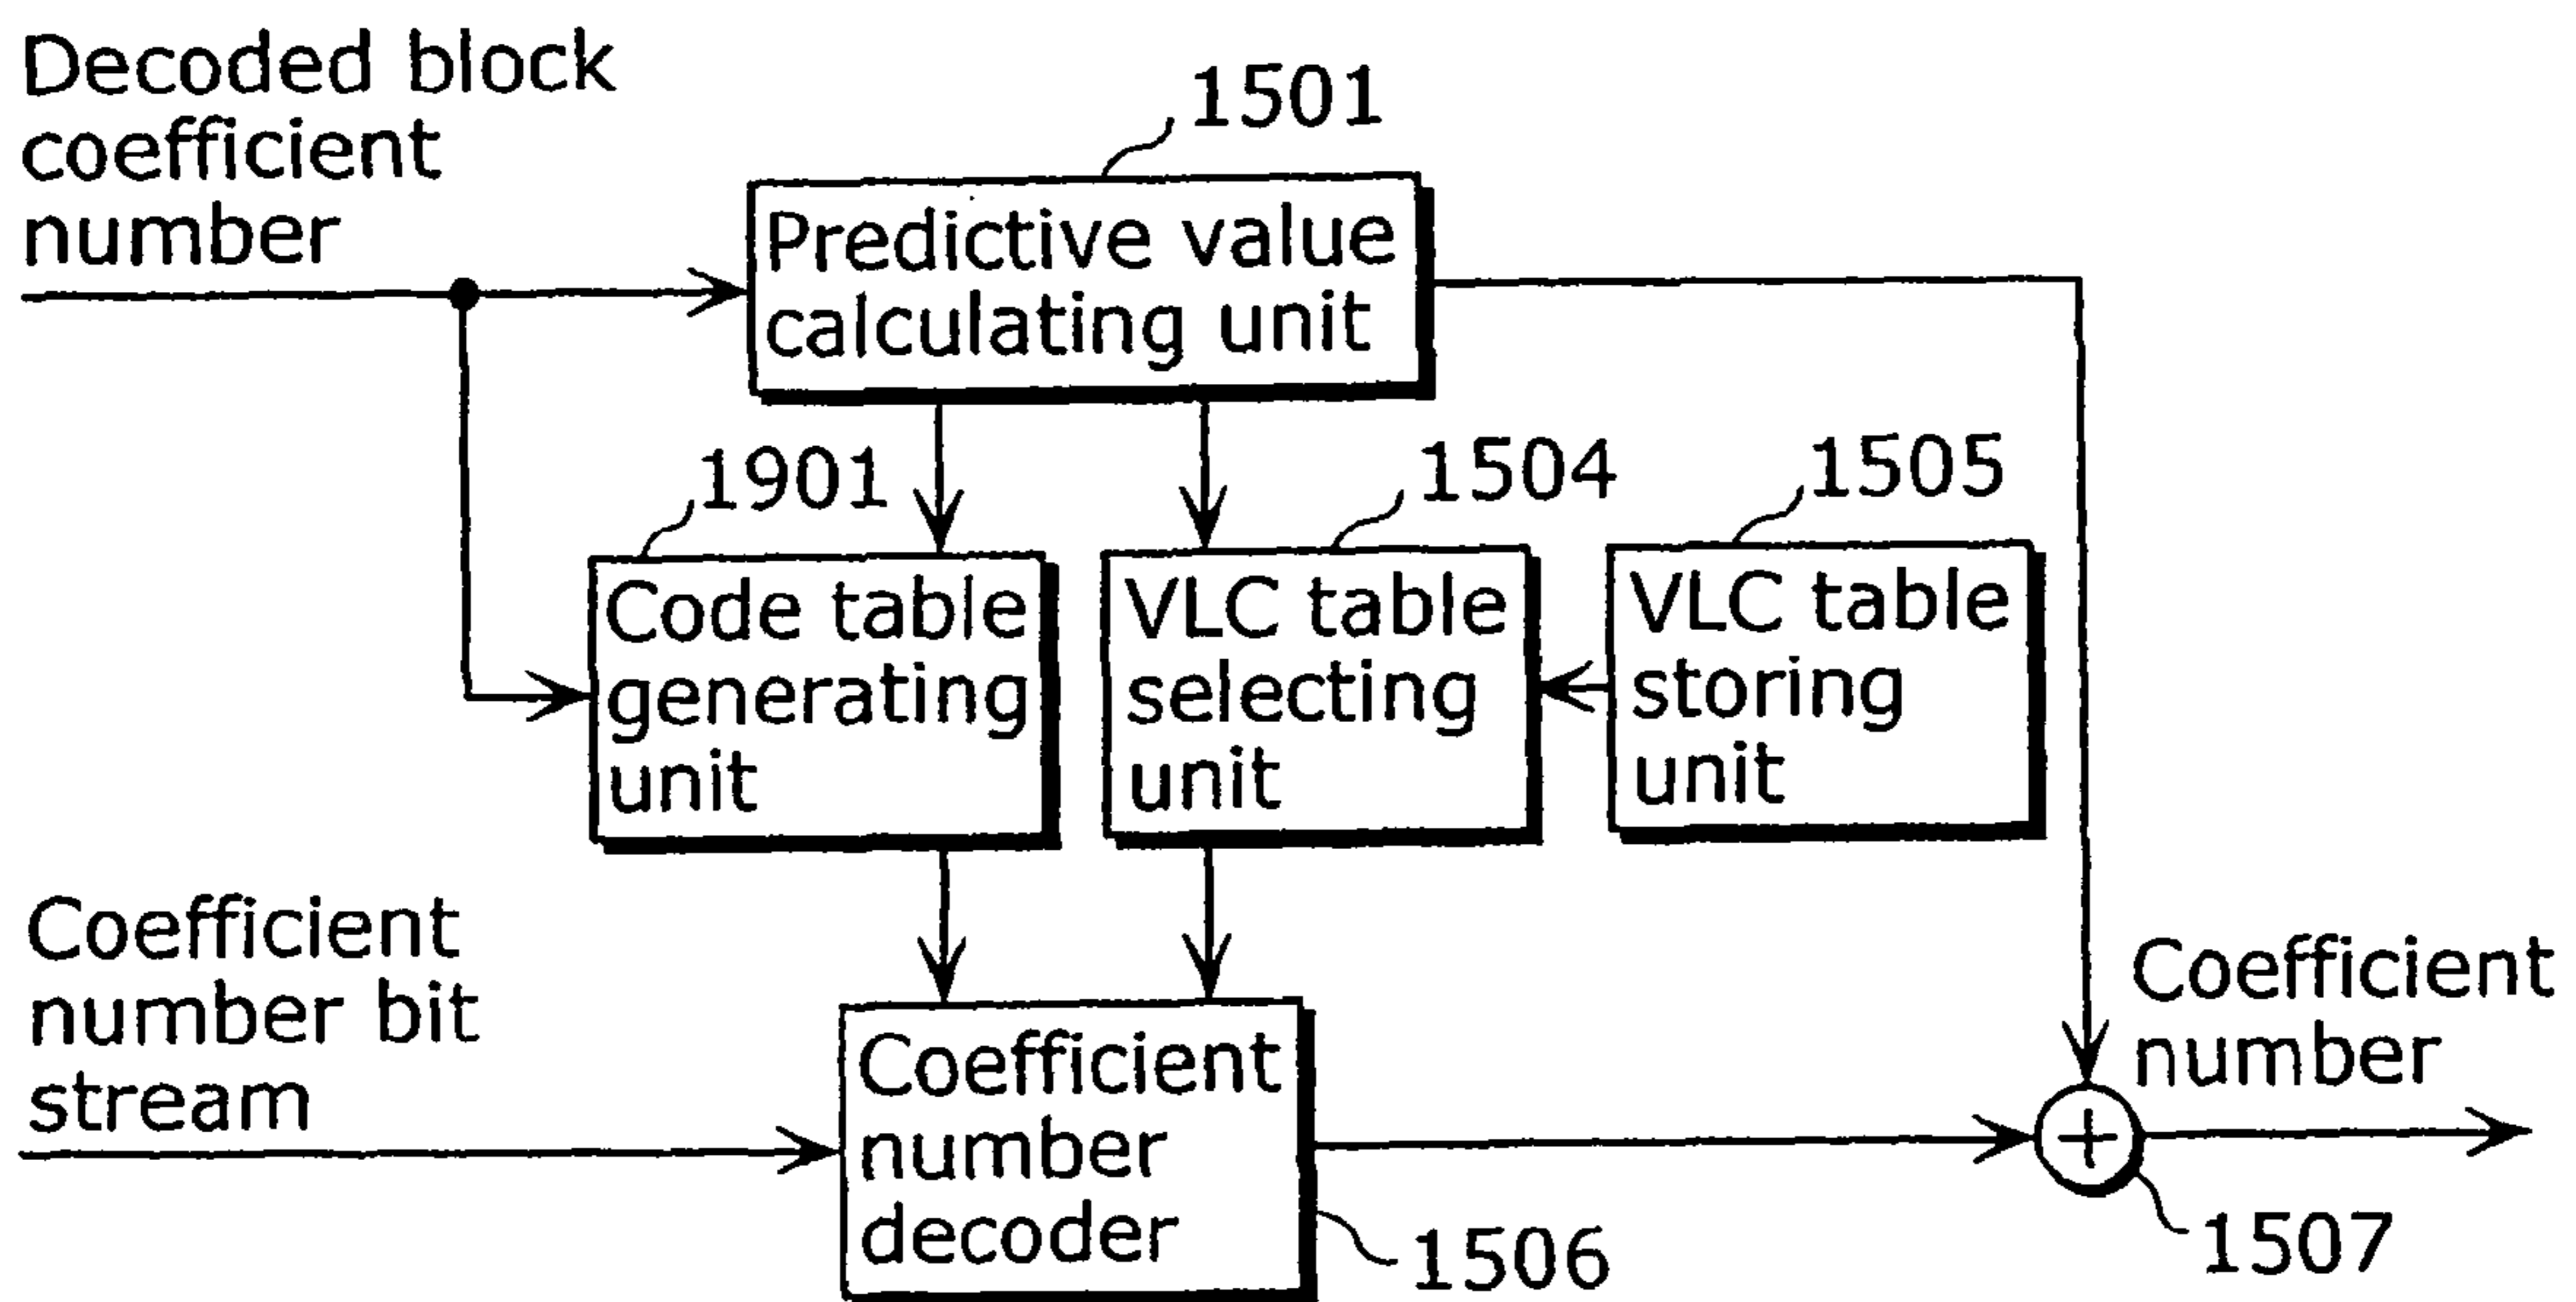 Decoded block
coefficient
number
1501
Predictive value
calculating unit
1901
1504
1505
Code table
generating
unit
VLC table
selecting
unit
VLC table
storing
unit
Coefficient
number bit
stream
Coefficient
number
decoder
Coefficient
number
1506
1507